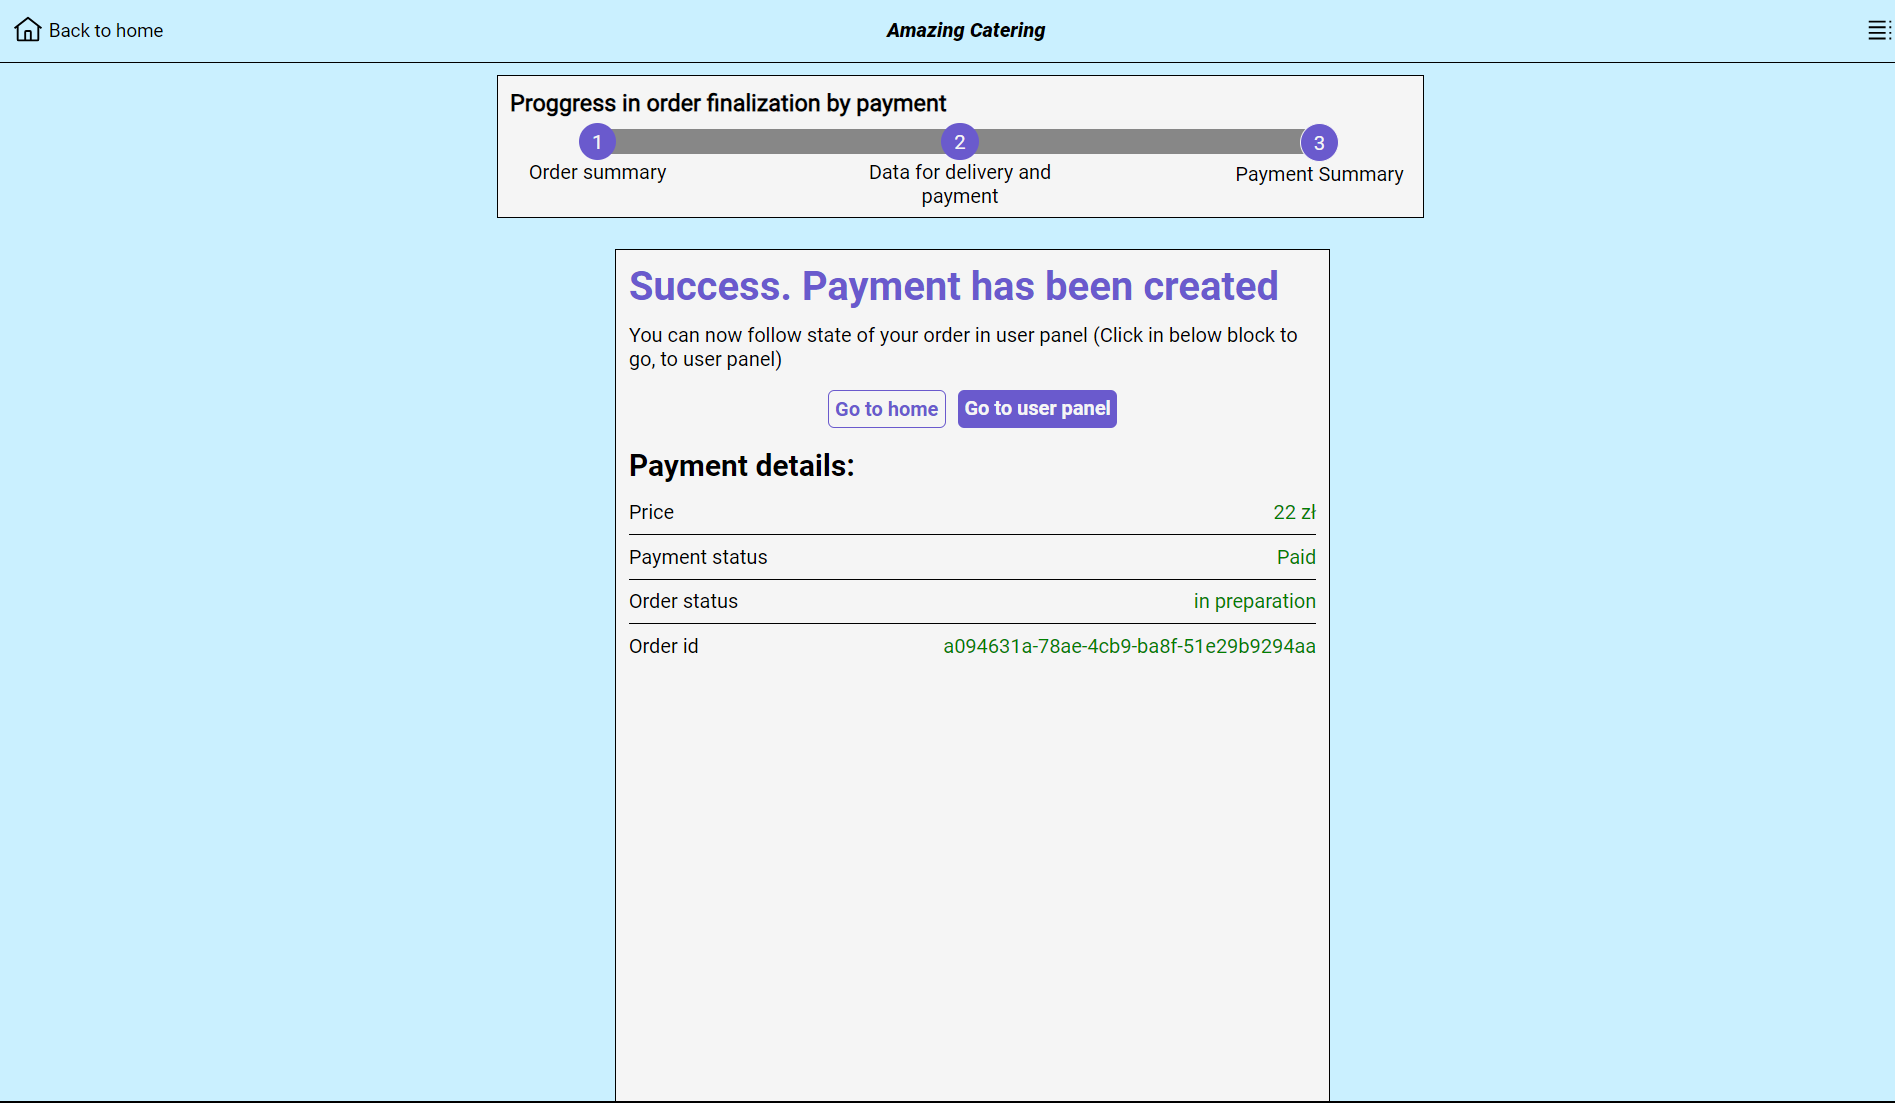 Back to home
Amazing Catering
Proggress in order finalization by payment
1
2
3
Order summary
Data for delivery and
payment
Payment Summary
Success. Payment has been created
You can now follow state of your order in user panel (Click in below block to
go, to user panel)
Go to home
Go to user panel
Payment details:
Price 22 zł
Payment status Paid
Order status in preparation
Order id a094631a-78ae-4cb9-ba8f-51e29b9294aa